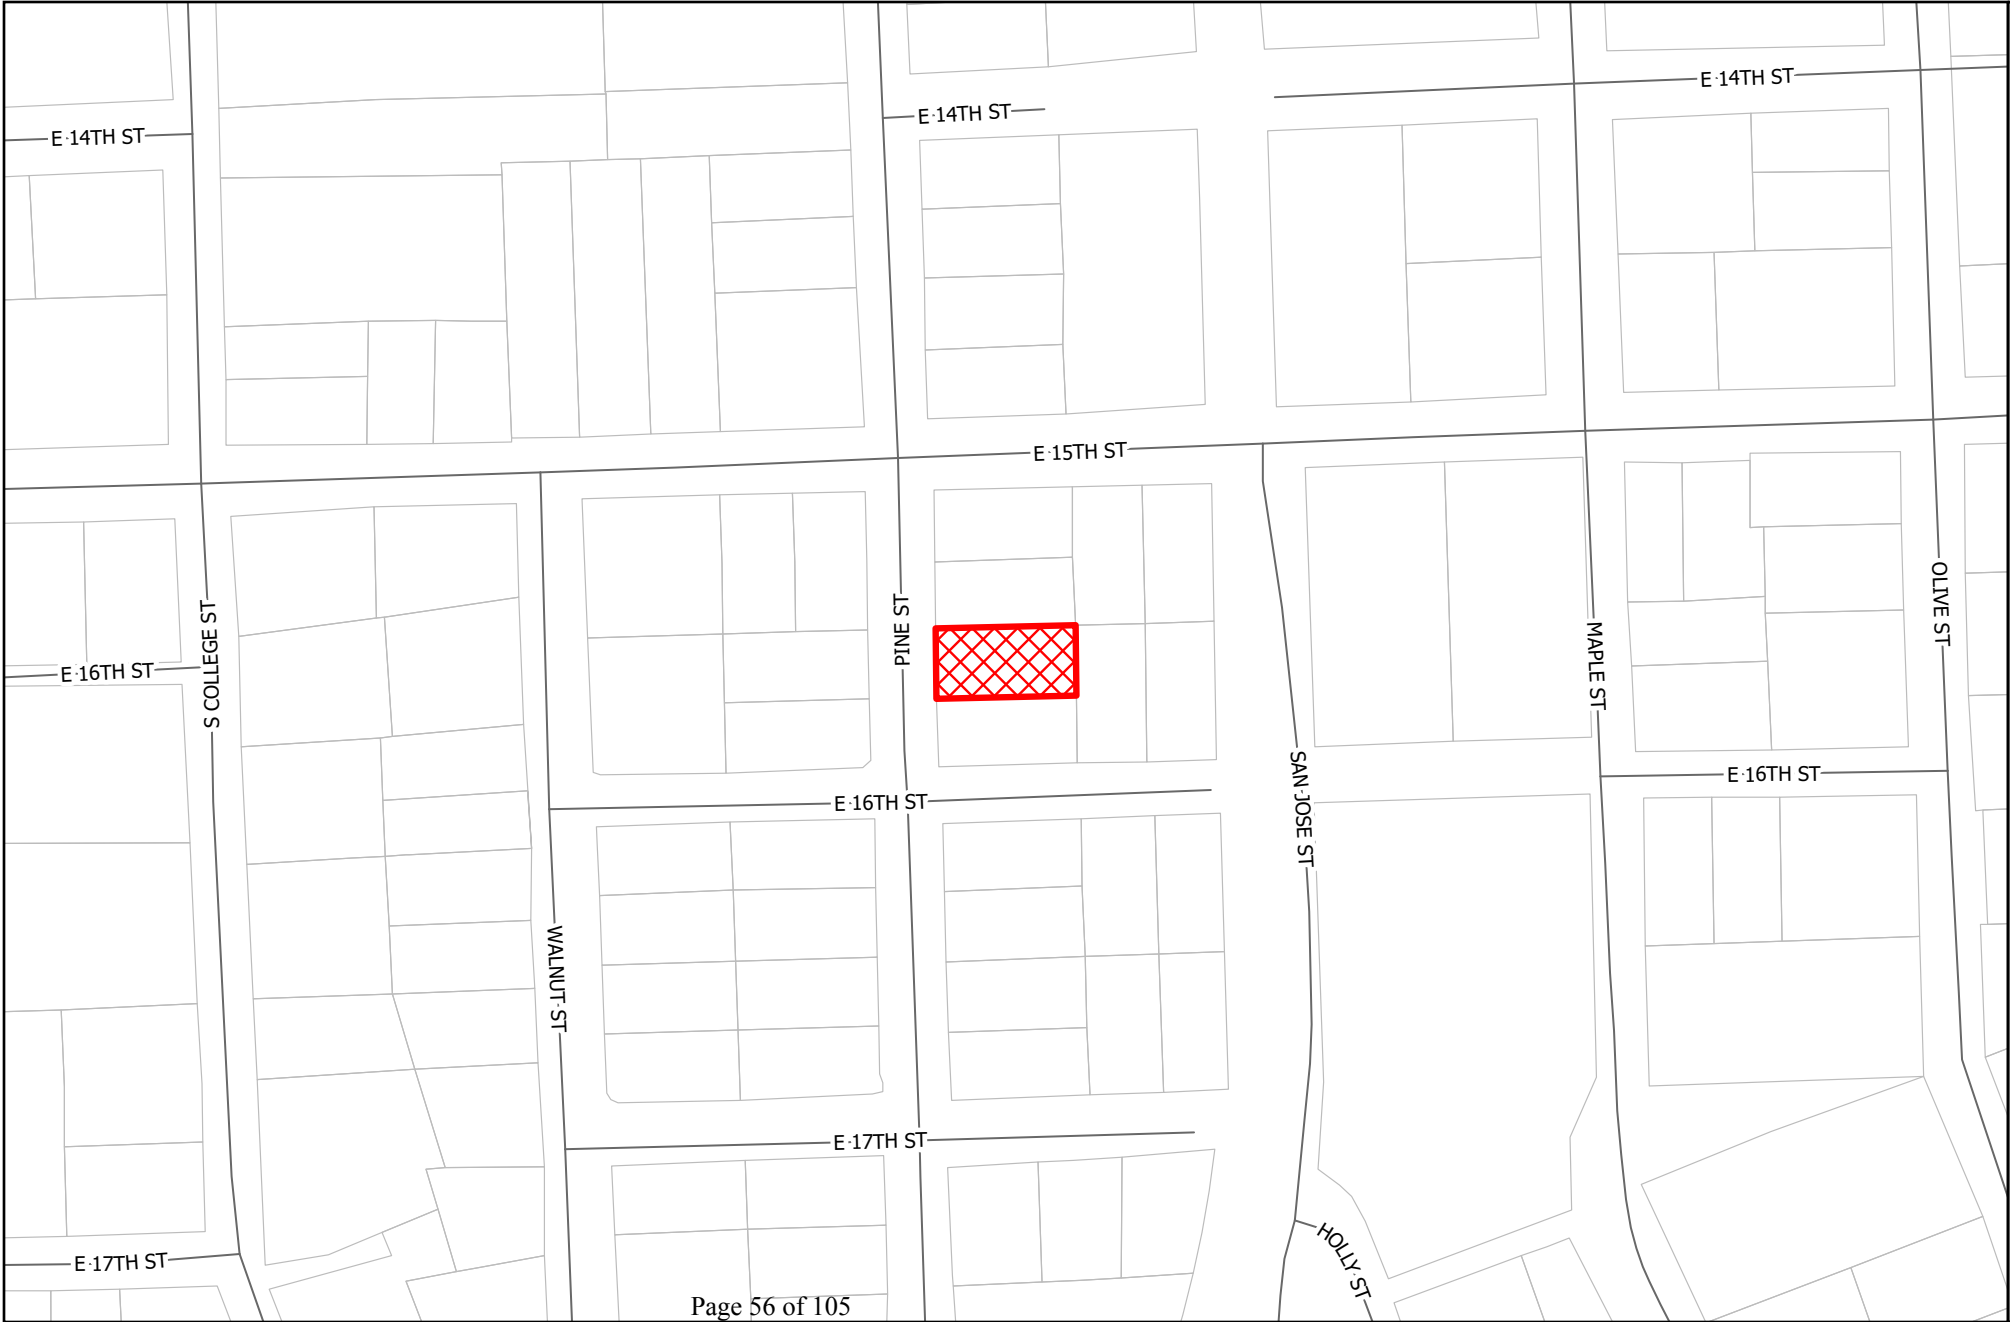 E 14TH ST
E 14TH ST
E 14TH ST
E 15TH ST
S COLLEGE ST
PINE ST
MAPLE ST
OLIVE ST
E 16TH ST
E 16TH ST
E 16TH ST
SAN JOSE ST
WALNUT ST
E 17TH ST
E 17TH ST
HOLLY ST
Page 56 of 105